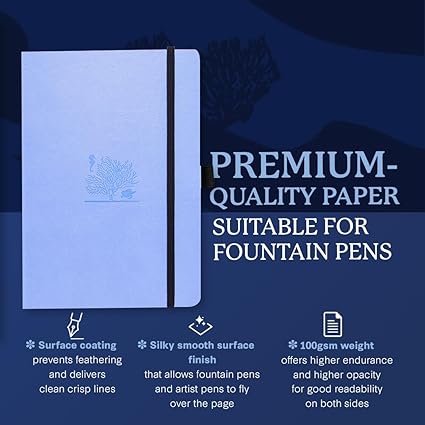 PREMIUM-
QUALITY PAPER
SUITABLE FOR
FOUNTAIN PENS
✽ Surface coating
prevents feathering
and delivers
clean crisp lines
✽ Silky smooth surface
finish
that allows fountain pens
and artist pens to fly
over the page
✽ 100gsm weight
offers higher endurance
and higher opacity
for good readability
on both sides